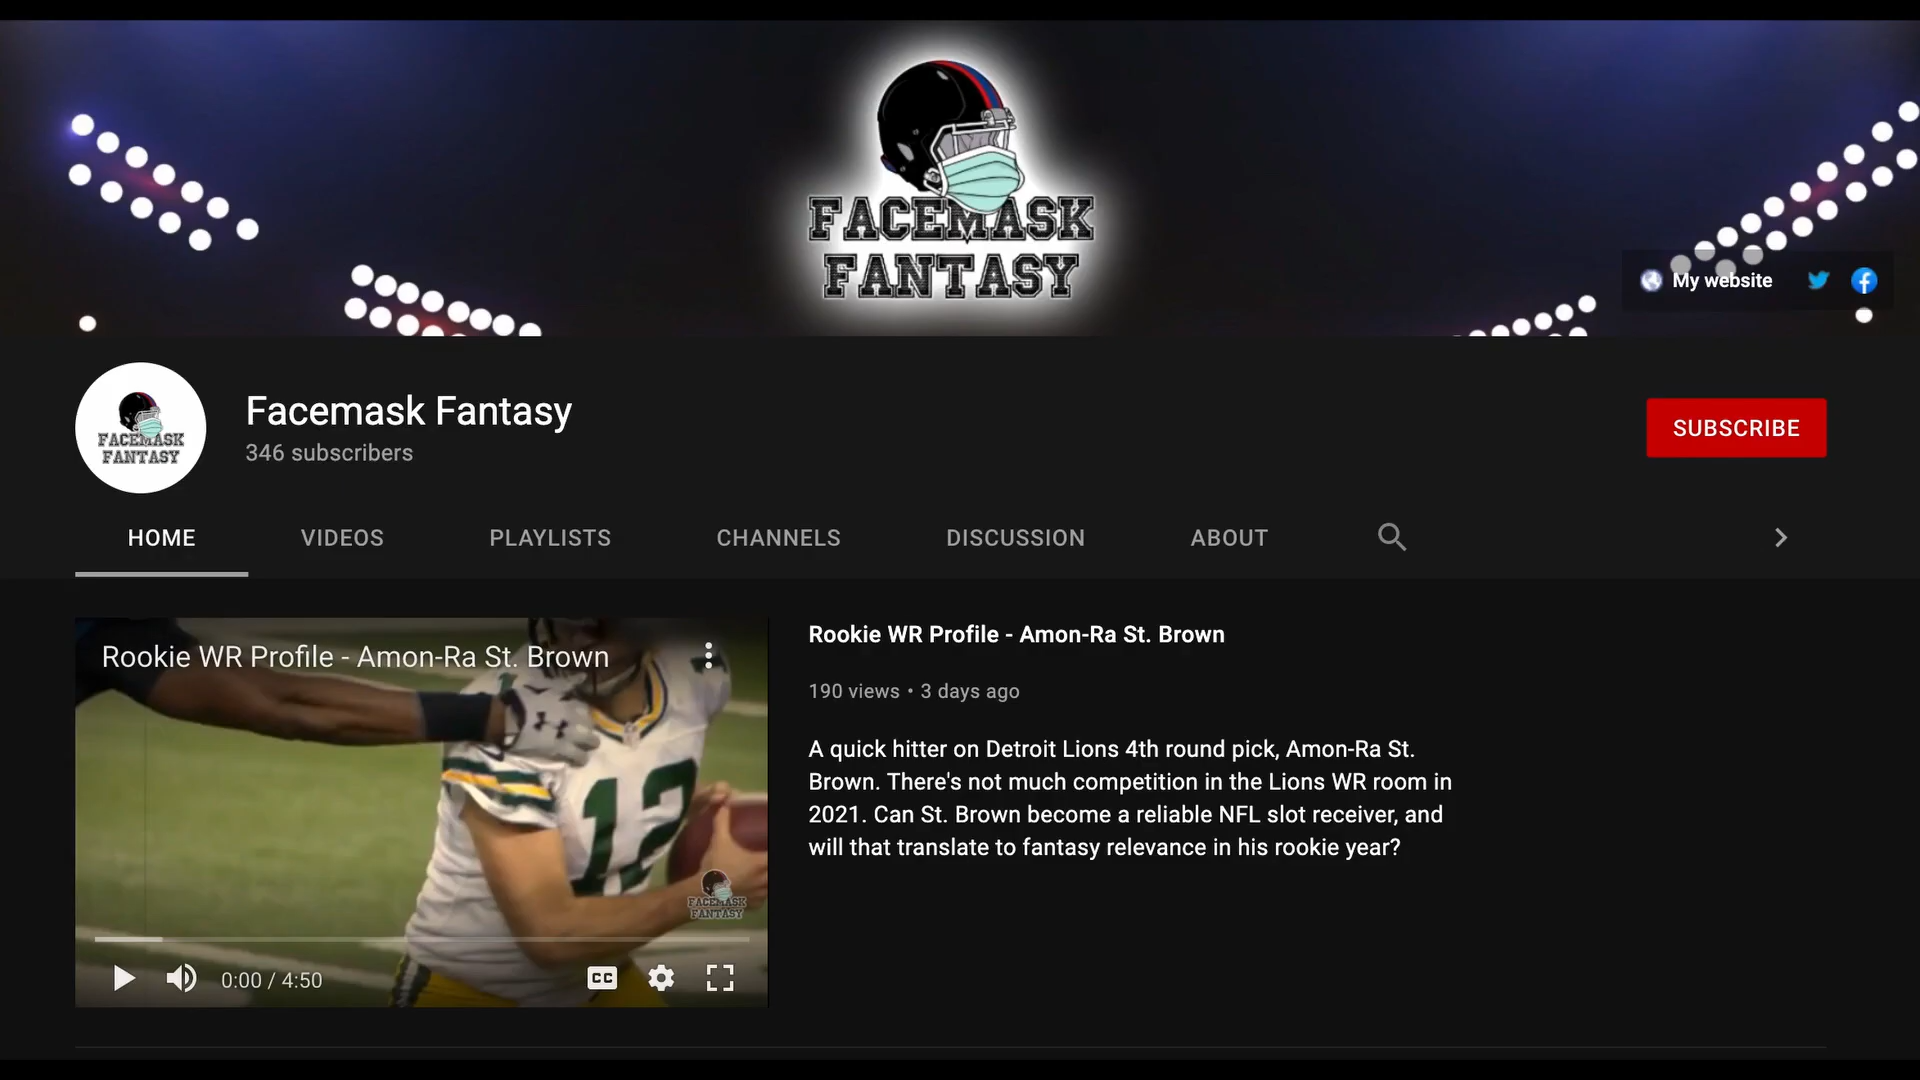 FACEMASK
FANTASY
My website
FACEMASK
FANTASY
Facemask Fantasy
346 subscribers
SUBSCRIBE
HOME
VIDEOS
PLAYLISTS
CHANNELS
DISCUSSION
ABOUT
Rookie WR Profile - Amon-Ra St. Brown
12
FACEMASK
FANTASY
0:00 / 4:50
CC
Rookie WR Profile - Amon-Ra St. Brown
190 views • 3 days ago
A quick hitter on Detroit Lions 4th round pick, Amon-Ra St.
Brown. There's not much competition in the Lions WR room in
2021. Can St. Brown become a reliable NFL slot receiver, and
will that translate to fantasy relevance in his rookie year?